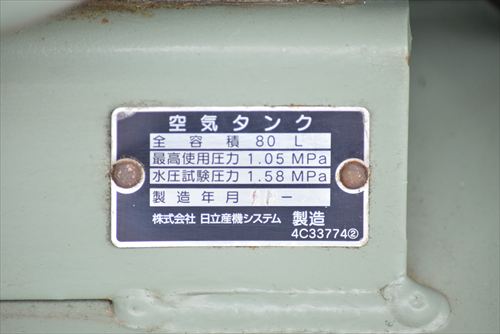 空気タンク
全容積 80 L
最高使用圧力 1.05 MPa
水圧試験圧力 1.58 MPa
製造年月 –
株式会社 日立産機システム 製造
4C33774②